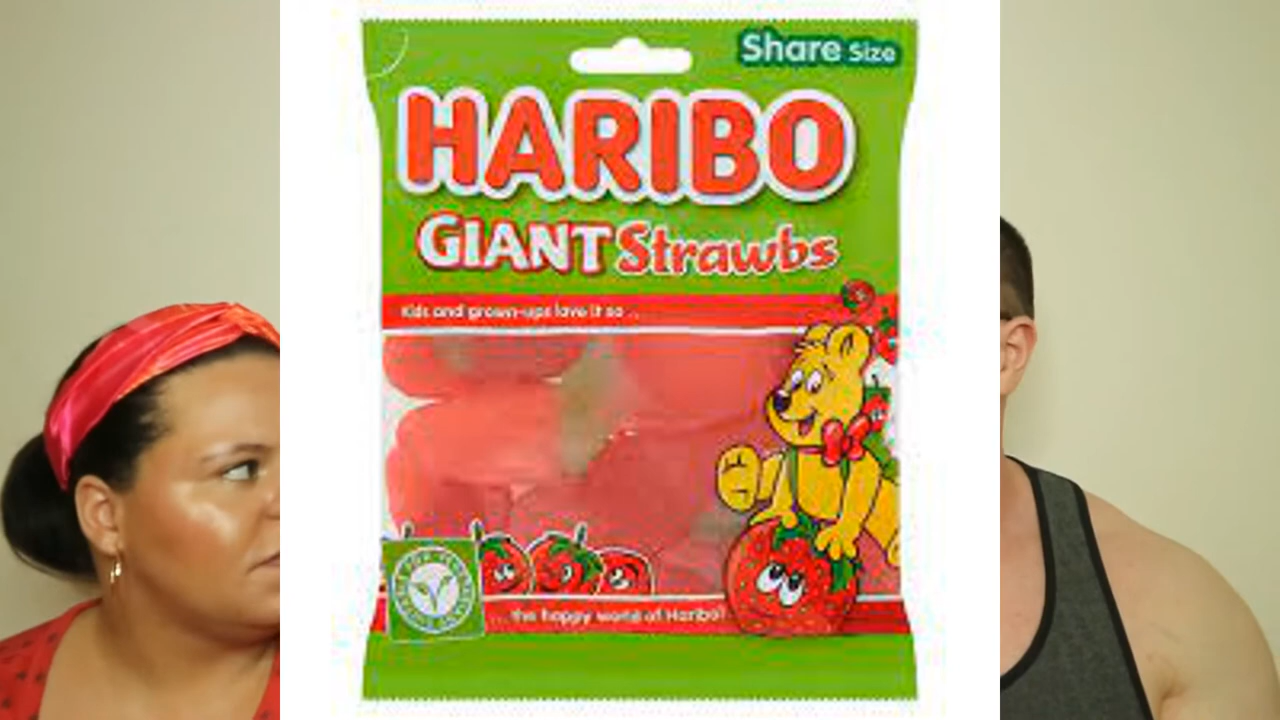 Share Size
HARIBO
GIANT Strawbs
Kids and grown-ups love it so...
... the happy world of Haribo!